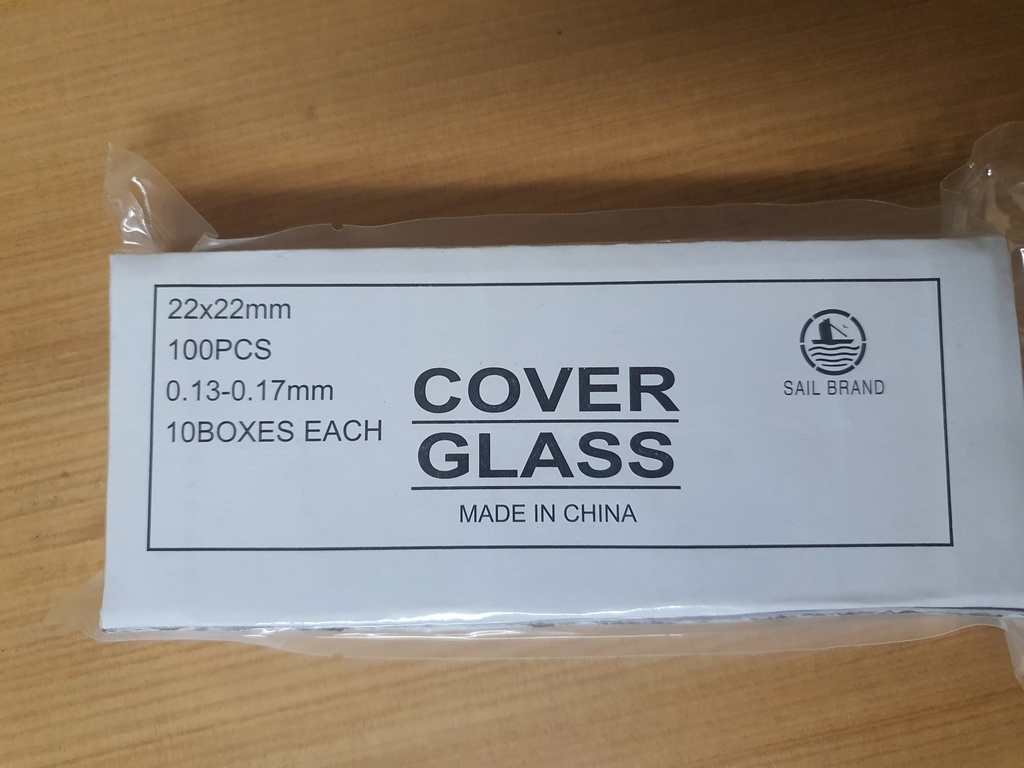 22x22mm
100PCS
0.13-0.17mm
10BOXES EACH
COVER
GLASS
MADE IN CHINA
SAIL BRAND